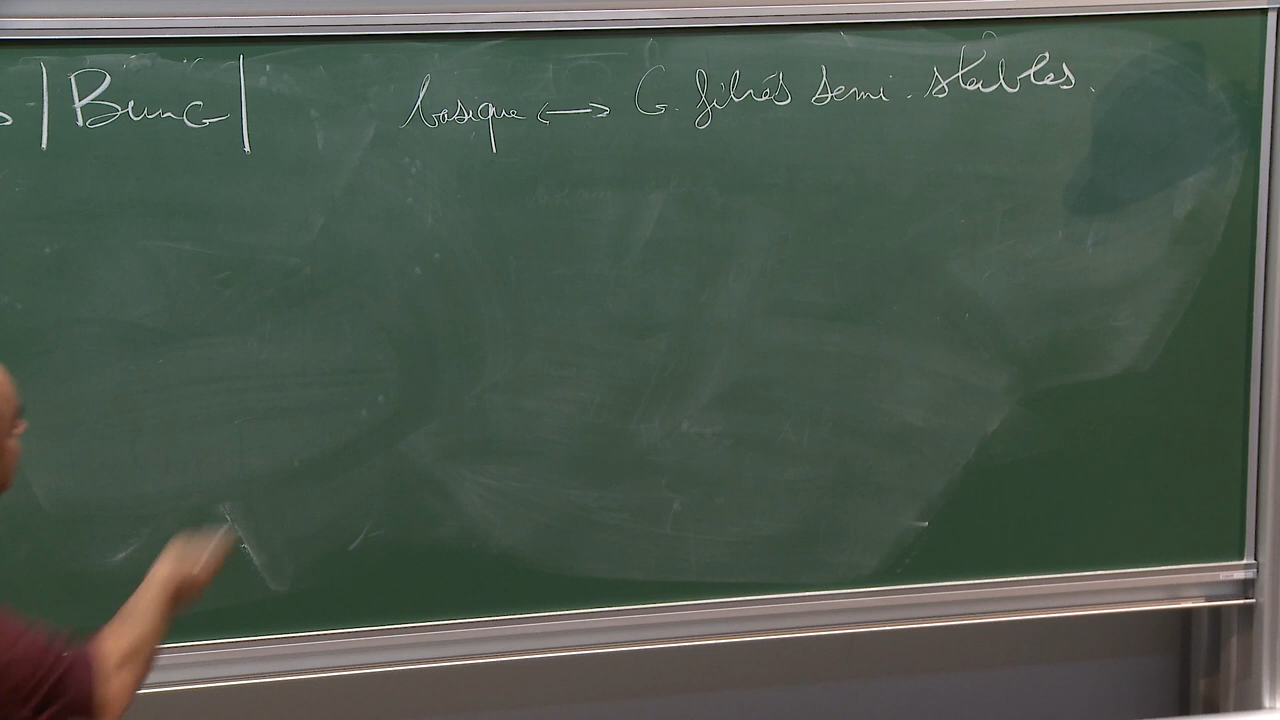 |BunG| basique ⟷ G. fibrés semi-stables.